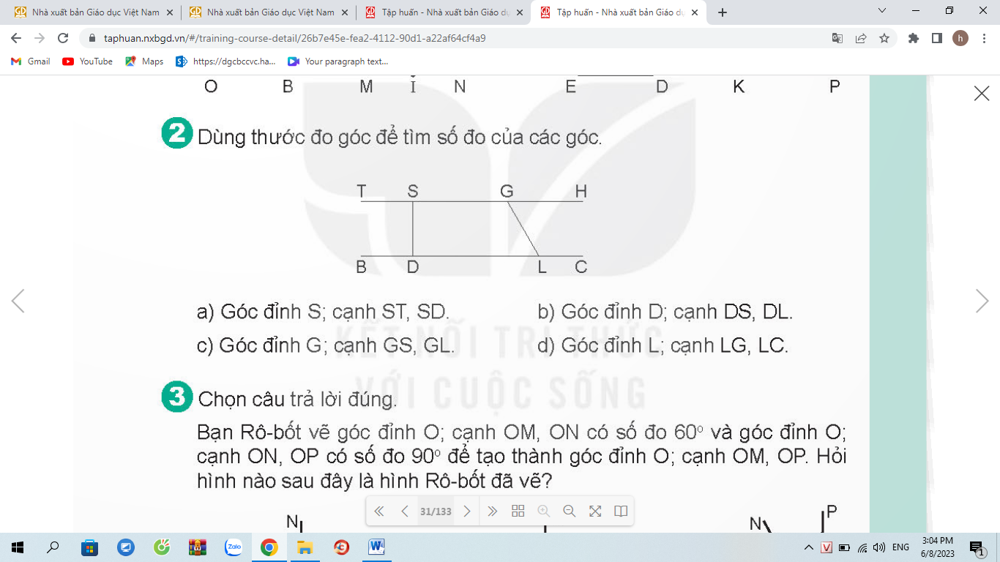 Nhà xuất bản Giáo dục Việt Nam
Nhà xuất bản Giáo dục Việt Nam
Tập huấn - Nhà xuất bản Giáo dụ
Tập huấn - Nhà xuất bản Giáo dụ
taphuan.nxbgd.vn/#/training-course-detail/26b7e45e-fea2-4112-90d1-a22af64cf4a9
h
Gmail YouTube Maps https://dgcbccvc.ha... Your paragraph text...
O B M I N E D K P
2 Dùng thước đo góc để tìm số đo của các góc.
T S G H
B D L C
a) Góc đỉnh S; cạnh ST, SD. b) Góc đỉnh D; cạnh DS, DL.
c) Góc đỉnh G; cạnh GS, GL. d) Góc đỉnh L; cạnh LG, LC.
KẾT NỐI TRI THỨC
VỚI CUỘC SỐNG
3 Chọn câu trả lời đúng.
Bạn Rô-bốt vẽ góc đỉnh O; cạnh OM, ON có số đo 60º và góc đỉnh O;
cạnh ON, OP có số đo 90º để tạo thành góc đỉnh O; cạnh OM, OP. Hỏi
hình nào sau đây là hình Rô-bốt đã vẽ?
31/133
N N P
Zalo
ENG
3:04 PM
6/8/2023
1